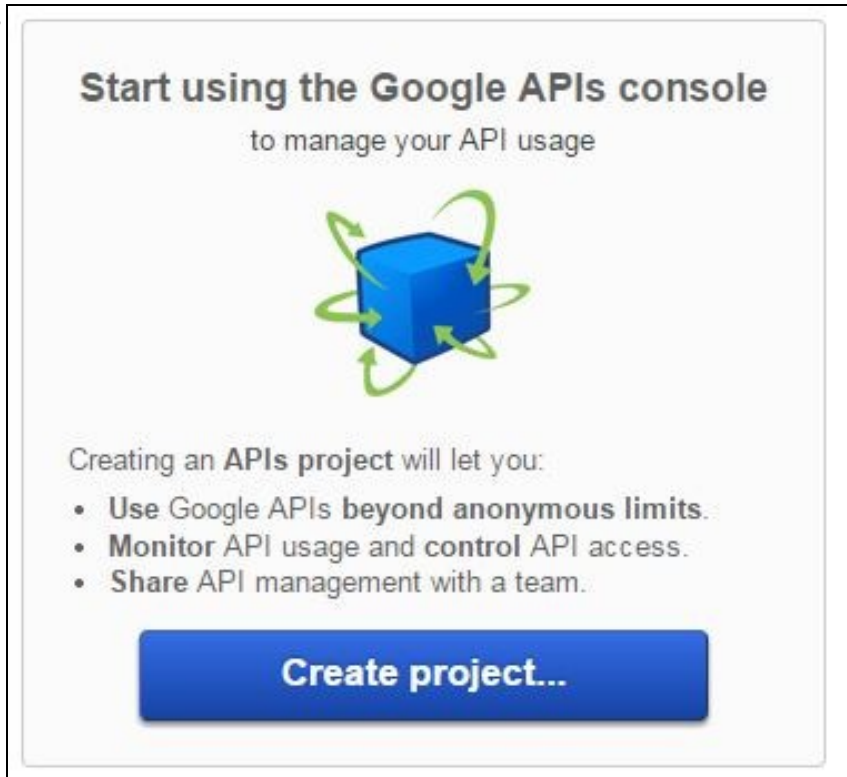 Start using the Google APIs console
to manage your API usage
Creating an APIs project will let you:
• Use Google APIs beyond anonymous limits.
• Monitor API usage and control API access.
• Share API management with a team.
Create project...